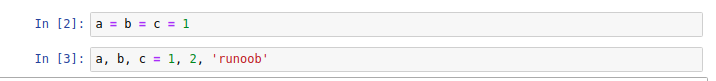 In [2]: a = b = c = 1
In [3]: a, b, c = 1, 2, 'runoob'